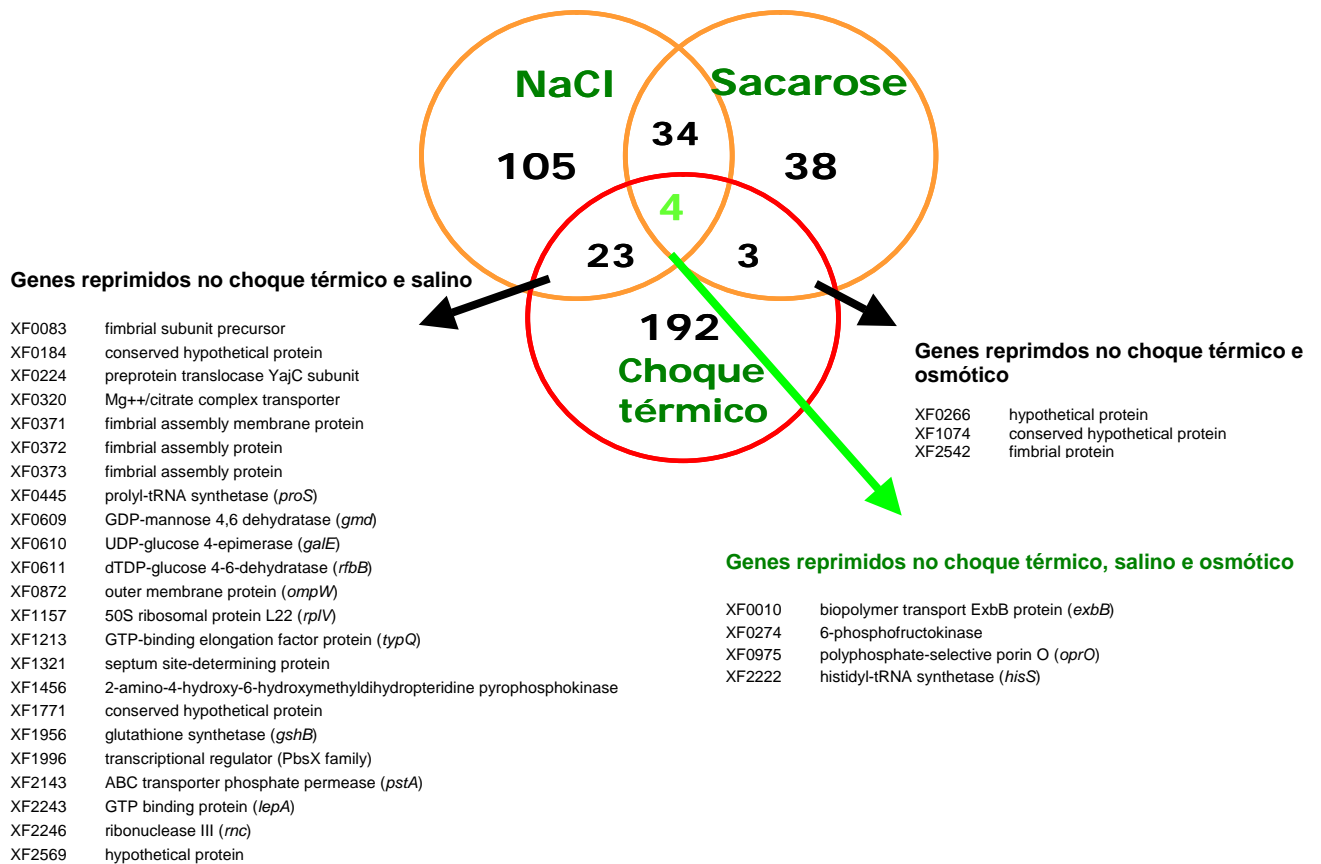 NaCl
Sacarose
34
105
38
4
23
3
192
Choque
térmico
Genes reprimidos no choque térmico e salino
XF0083 fimbrial subunit precursor
XF0184 conserved hypothetical protein
XF0224 preprotein translocase YajC subunit
XF0320 Mg++/citrate complex transporter
XF0371 fimbrial assembly membrane protein
XF0372 fimbrial assembly protein
XF0373 fimbrial assembly protein
XF0445 prolyl-tRNA synthetase (proS)
XF0609 GDP-mannose 4,6 dehydratase (gmd)
XF0610 UDP-glucose 4-epimerase (galE)
XF0611 dTDP-glucose 4-6-dehydratase (rfbB)
XF0872 outer membrane protein (ompW)
XF1157 50S ribosomal protein L22 (rplV)
XF1213 GTP-binding elongation factor protein (typQ)
XF1321 septum site-determining protein
XF1456 2-amino-4-hydroxy-6-hydroxymethyldihydropteridine pyrophosphokinase
XF1771 conserved hypothetical protein
XF1956 glutathione synthetase (gshB)
XF1996 transcriptional regulator (PbsX family)
XF2143 ABC transporter phosphate permease (pstA)
XF2243 GTP binding protein (lepA)
XF2246 ribonuclease III (rnc)
XF2569 hypothetical protein
Genes reprimdos no choque térmico e
osmótico
XF0266 hypothetical protein
XF1074 conserved hypothetical protein
XF2542 fimbrial protein
Genes reprimidos no choque térmico, salino e osmótico
XF0010 biopolymer transport ExbB protein (exbB)
XF0274 6-phosphofructokinase
XF0975 polyphosphate-selective porin O (oprO)
XF2222 histidyl-tRNA synthetase (hisS)